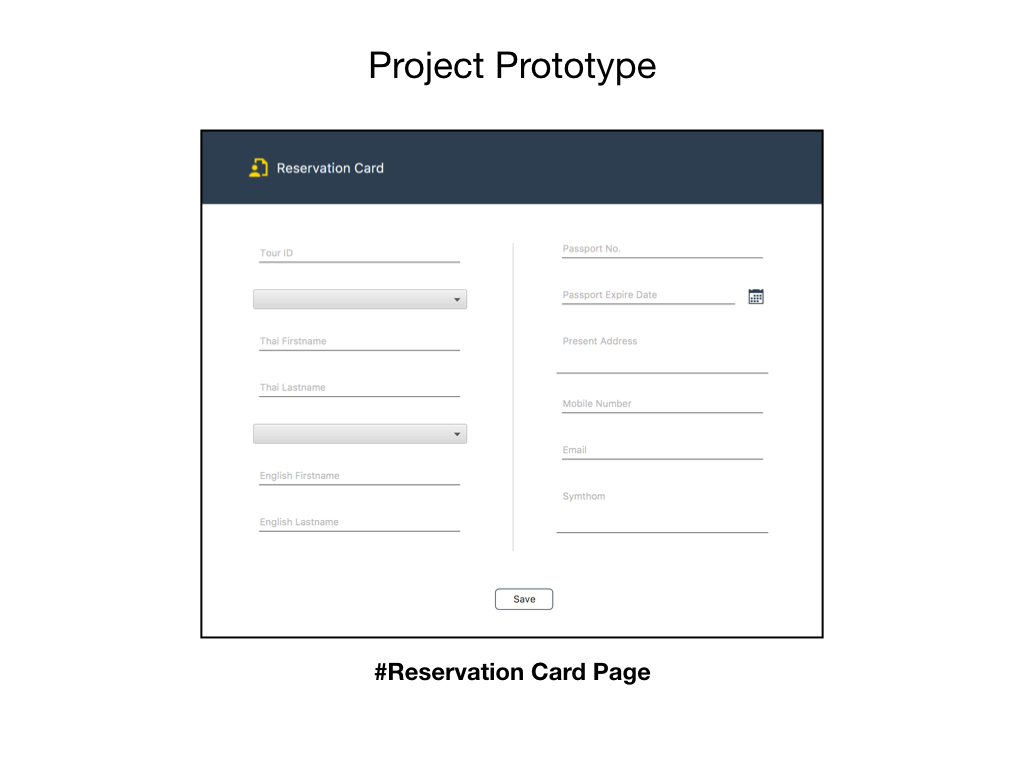 Project Prototype
Reservation Card
Tour ID
Thai Firstname
Thai Lastname
English Firstname
English Lastname
Passport No.
Passport Expire Date
Present Address
Mobile Number
Email
Symthom
Save
#Reservation Card Page